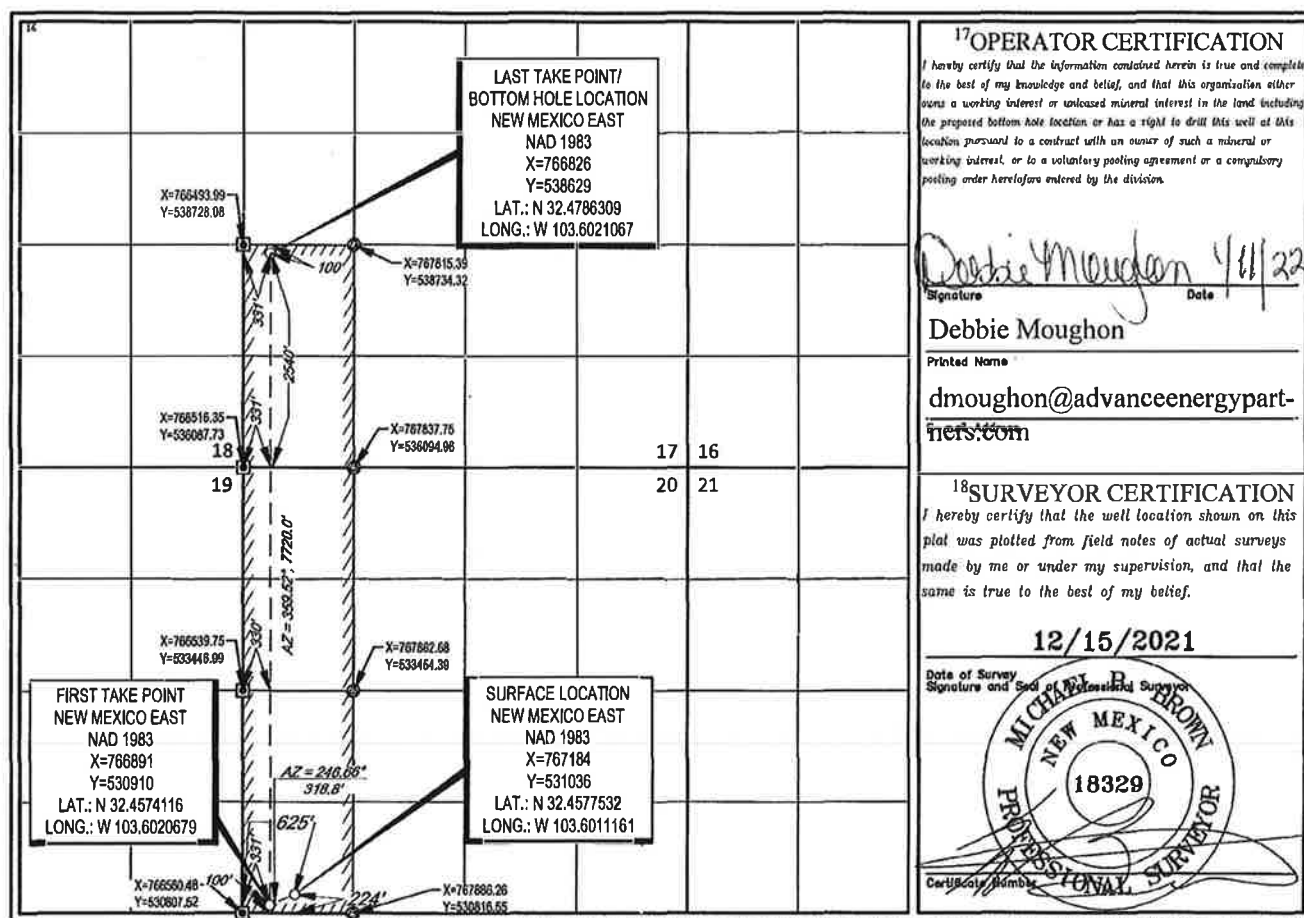 16
LAST TAKE POINT/
BOTTOM HOLE LOCATION
NEW MEXICO EAST
NAD 1983
X=766826
Y=538629
LAT.: N 32.4786309
LONG.: W 103.6021067
X=766493.99
Y=538728.08
100'
X=767815.39
Y=538734.32
331'
2540'
X=766516.35
Y=536087.73
331'
X=767837.75
Y=536094.96
18
17 16
19
20 21
AZ = 359.52°, 7720.0'
X=766539.75
Y=533446.99
330'
X=767862.68
Y=533454.39
FIRST TAKE POINT
NEW MEXICO EAST
NAD 1983
X=766891
Y=530910
LAT.: N 32.4574116
LONG.: W 103.6020679
SURFACE LOCATION
NEW MEXICO EAST
NAD 1983
X=767184
Y=531036
LAT.: N 32.4577532
LONG.: W 103.6011161
AZ = 246.66°
318.8'
625'
331'
X=766560.48
Y=530807.52
100'
224'
X=767886.26
Y=530816.55
17OPERATOR CERTIFICATION
I hereby certify that the information contained herein is true and complete
to the best of my knowledge and belief, and that this organization either
owns a working interest or unleased mineral interest in the land including
the proposed bottom hole location or has a right to drill this well at this
location pursuant to a contract with an owner of such a mineral or
working interest, or to a voluntary pooling agreement or a compulsory
pooling order heretofore entered by the division.
Debbie Moughon 1/11/22
Signature Date
Debbie Moughon
Printed Name
dmoughon@advanceenergypart-
ners.com
E-mail Address
18SURVEYOR CERTIFICATION
I hereby certify that the well location shown on this
plat was plotted from field notes of actual surveys
made by me or under my supervision, and that the
same is true to the best of my belief.
12/15/2021
Date of Survey
Signature and Seal of Professional Surveyor
MICHAEL B. BROWN
NEW MEXICO
18329
PROFESSIONAL SURVEYOR
Certificate Number